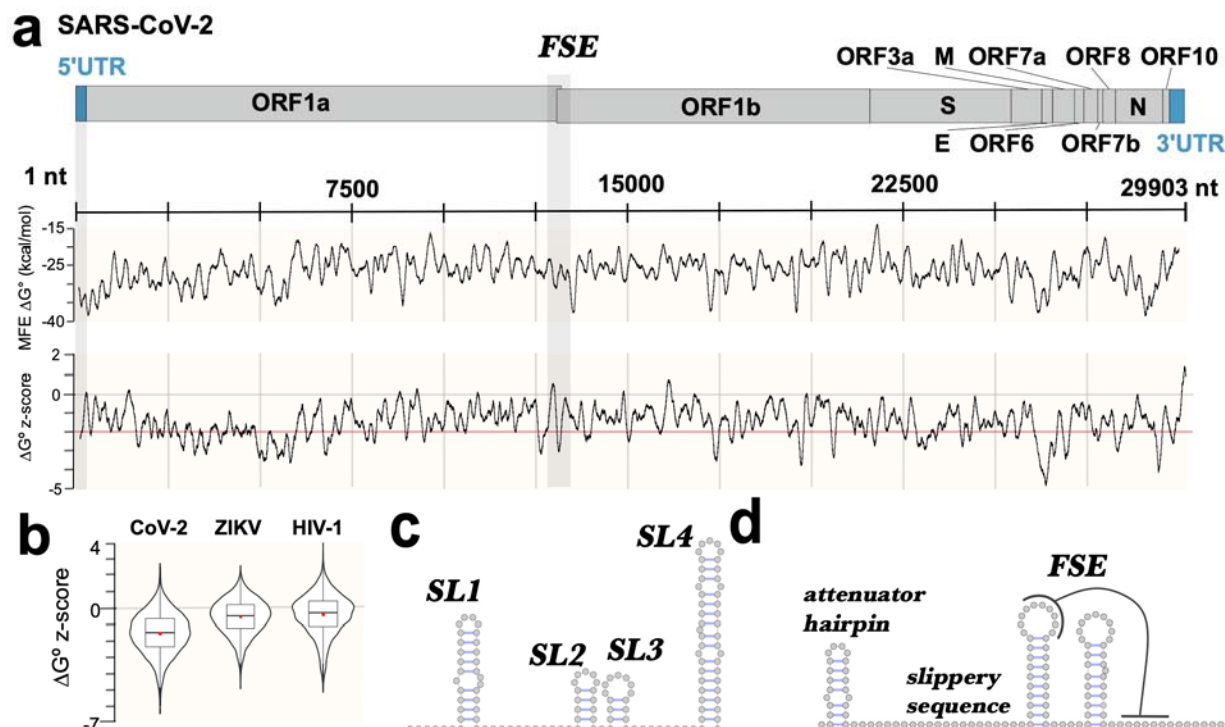 a SARS-CoV-2
FSE
5'UTR
ORF3a M ORF7a ORF8 ORF10
ORF1a ORF1b S N
E ORF6 ORF7b 3'UTR
1 nt 7500 15000 22500 29903 nt
MFE ΔG° (kcal/mol)
-15
-25
-40
ΔG° z-score
2
0
-5
b
CoV-2 ZIKV HIV-1
ΔG° z-score
4
0
-7
c
SL1
SL2
SL3
SL4
d
attenuator
hairpin
slippery
sequence
FSE